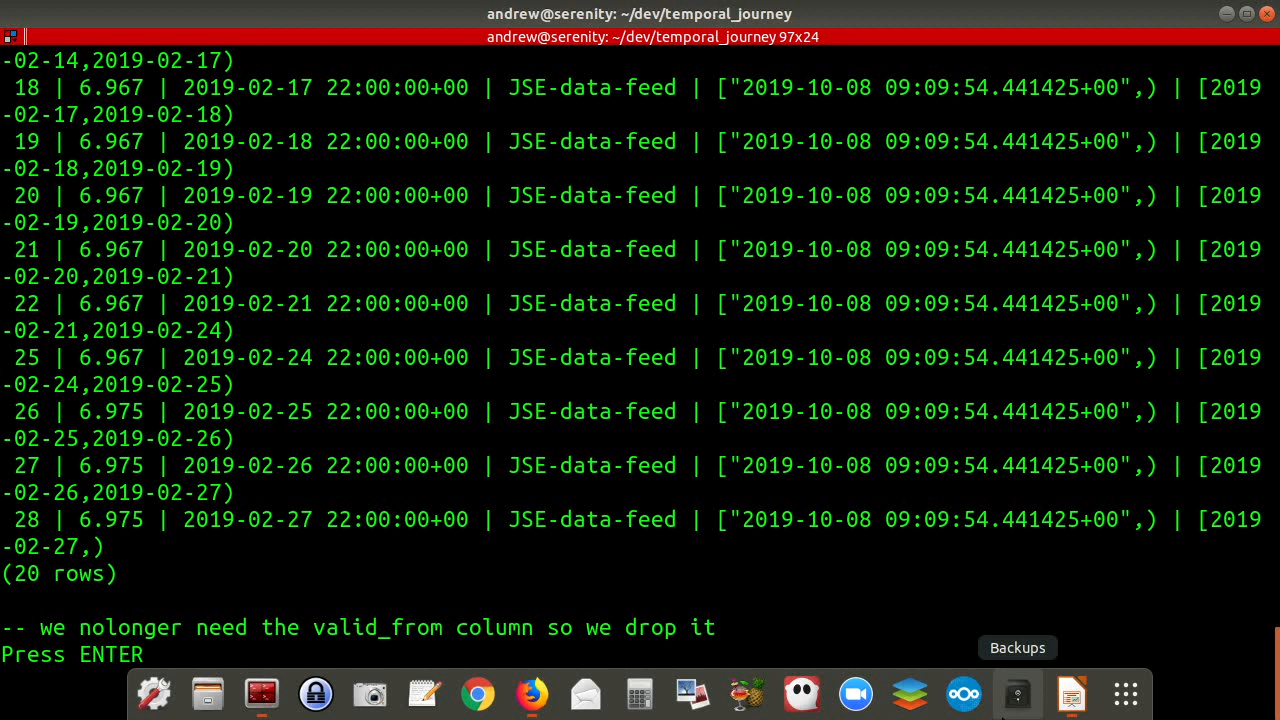 andrew@serenity: ~/dev/temporal_journey
andrew@serenity: ~/dev/temporal_journey 97x24
-02-14,2019-02-17)
18 | 6.967 | 2019-02-17 22:00:00+00 | JSE-data-feed | ["2019-10-08 09:09:54.441425+00",) | [2019
-02-17,2019-02-18)
19 | 6.967 | 2019-02-18 22:00:00+00 | JSE-data-feed | ["2019-10-08 09:09:54.441425+00",) | [2019
-02-18,2019-02-19)
20 | 6.967 | 2019-02-19 22:00:00+00 | JSE-data-feed | ["2019-10-08 09:09:54.441425+00",) | [2019
-02-19,2019-02-20)
21 | 6.967 | 2019-02-20 22:00:00+00 | JSE-data-feed | ["2019-10-08 09:09:54.441425+00",) | [2019
-02-20,2019-02-21)
22 | 6.967 | 2019-02-21 22:00:00+00 | JSE-data-feed | ["2019-10-08 09:09:54.441425+00",) | [2019
-02-21,2019-02-24)
25 | 6.967 | 2019-02-24 22:00:00+00 | JSE-data-feed | ["2019-10-08 09:09:54.441425+00",) | [2019
-02-24,2019-02-25)
26 | 6.975 | 2019-02-25 22:00:00+00 | JSE-data-feed | ["2019-10-08 09:09:54.441425+00",) | [2019
-02-25,2019-02-26)
27 | 6.975 | 2019-02-26 22:00:00+00 | JSE-data-feed | ["2019-10-08 09:09:54.441425+00",) | [2019
-02-26,2019-02-27)
28 | 6.975 | 2019-02-27 22:00:00+00 | JSE-data-feed | ["2019-10-08 09:09:54.441425+00",) | [2019
-02-27,)
(20 rows)
-- we nolonger need the valid_from column so we drop it
Press ENTER
Backups